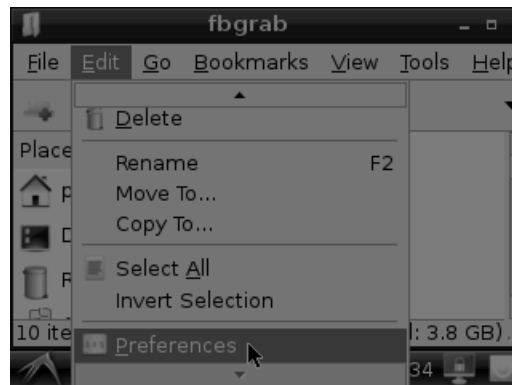 fbgrab
File Edit Go Bookmarks View Tools Help
Delete
Place
Rename F2
Move To...
Copy To...
Select All
Invert Selection
10 ite
Preferences
: 3.8 GB)
34